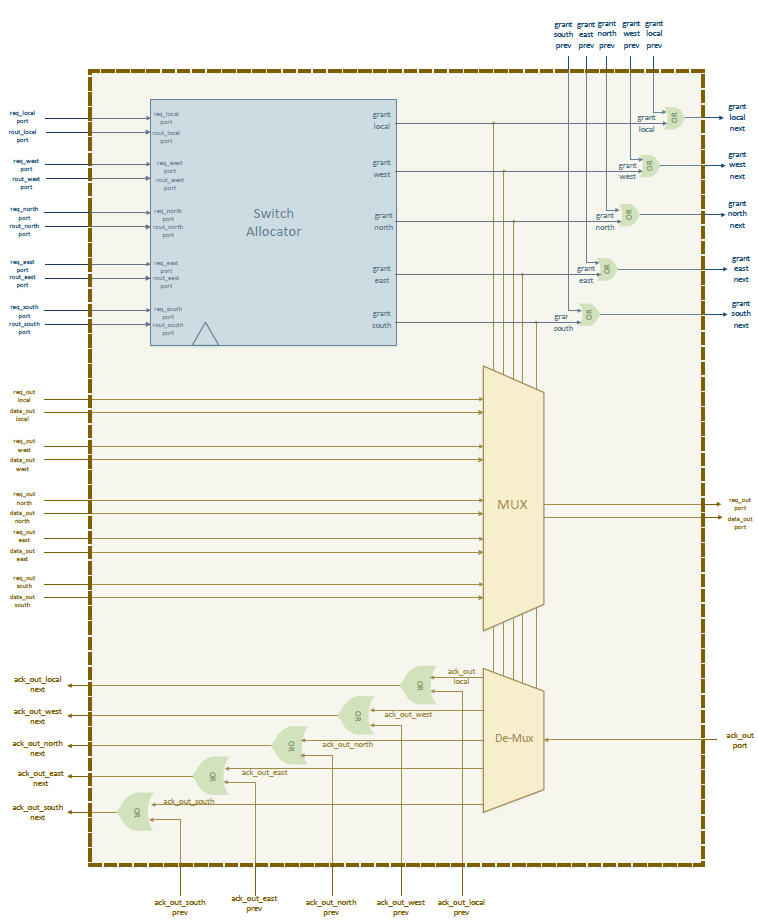 grant grant grant grant grant
south east north west local
prev prev prev prev prev
req_local
port
rout_local
port
req_west
port
rout_west
port
req_north
port
rout_north
port
req_east
port
rout_east
port
req_south
port
rout_south
port
req_local
port
rout_local
port
req_west
port
rout_west
port
req_north
port
rout_north
port
req_east
port
rout_east
port
req_south
port
rout_south
port
Switch
Allocator
grant
local
grant
west
grant
north
grant
east
grant
south
grant
local
OR
grant
west
OR
grant
north
OR
grant
east
OR
grar
south
OR
grant
local
next
grant
west
next
grant
north
next
grant
east
next
grant
south
next
req_out
local
data_out
local
req_out
west
data_out
west
req_out
north
data_out
north
req_out
east
data_out
east
req_out
south
data_out
south
MUX
req_out
port
data_out
port
ack_out_local
next
ack_out_west
next
ack_out_north
next
ack_out_east
next
ack_out_south
next
OR
ack_out
local
OR
ack_out_west
OR
ack_out_north
OR
ack_out_east
OR
ack_out_south
De-Mux
ack_out
port
ack_out_south
prev
ack_out_east
prev
ack_out_north
prev
ack_out_west
prev
ack_out_local
prev